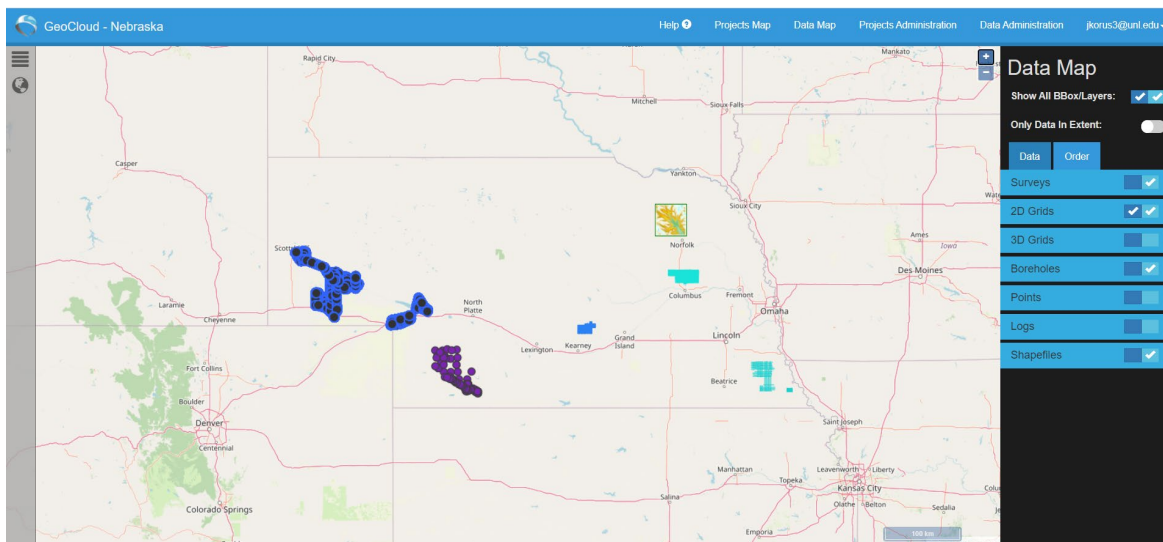 GeoCloud - Nebraska
Help
Projects Map
Data Map
Projects Administration
Data Administration
jkorus3@unl.edu
Data Map
Show All BBox/Layers:
Only Data In Extent:
Data
Order
Surveys
2D Grids
3D Grids
Boreholes
Points
Logs
Shapefiles
Rapid City
Mankato
Mitchell
Sioux Falls
Casper
Yankton
Sioux City
Norfolk
Ames
Iowa
Des Moines
Laramie
Cheyenne
North
Platte
Columbus
Fremont
Omaha
Lexington
Kearney
Grand
Island
Lincoln
Fort Collins
Beatrice
Boulder
Denver
Centennial
Saint Joseph
Manhattan
Topeka
Leavenworth
Liberty
Kansas City
Colorado Springs
Salina
Olathe
Belton
Sedalia
Emporia
100 km